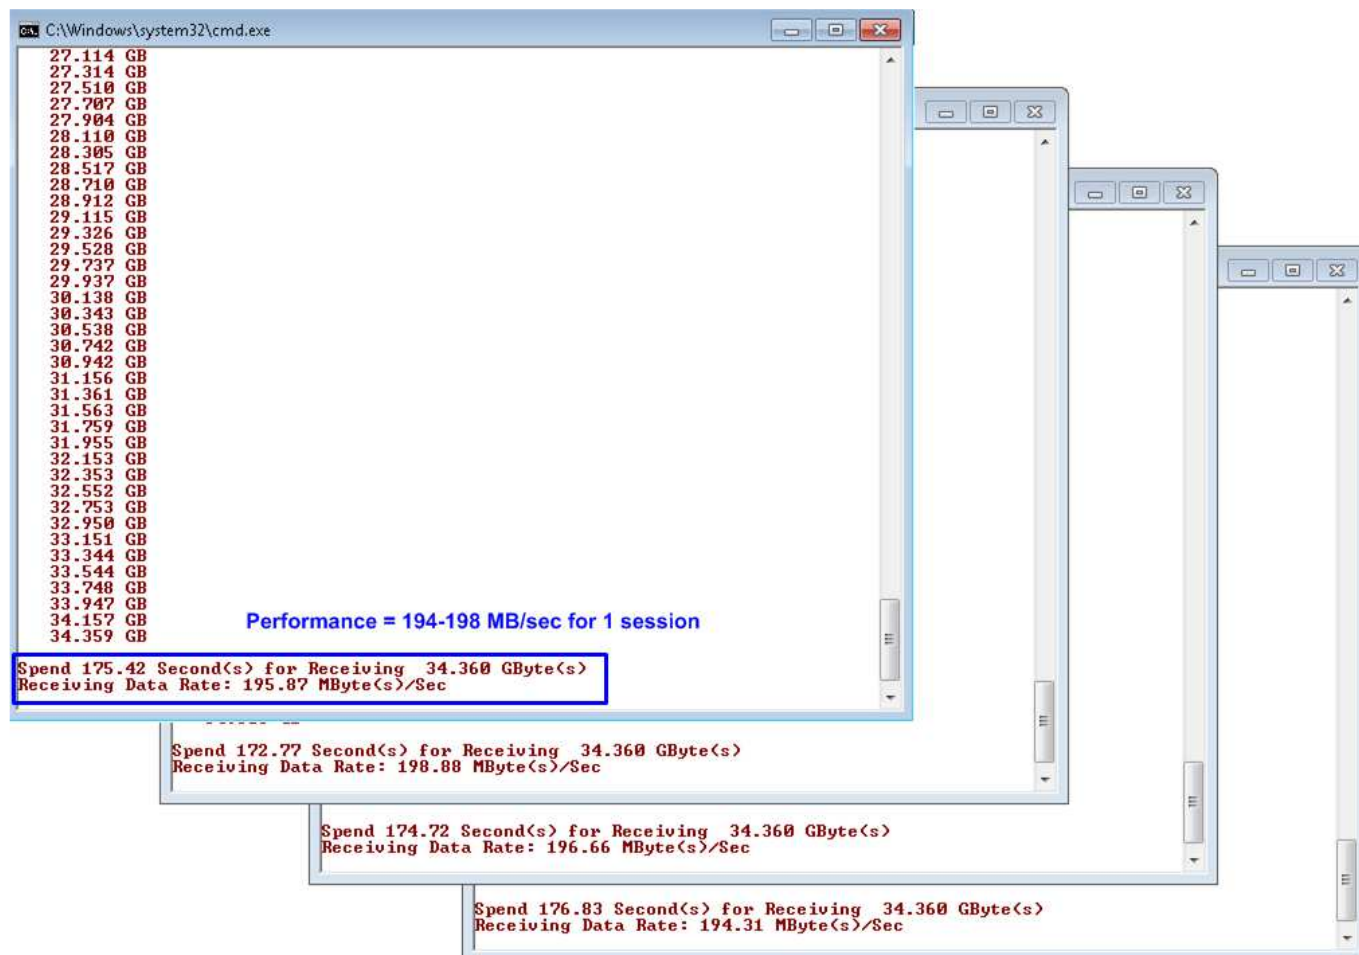 C:\Windows\system32\cmd.exe
27.114 GB
27.314 GB
27.510 GB
27.707 GB
27.904 GB
28.110 GB
28.305 GB
28.517 GB
28.710 GB
28.912 GB
29.115 GB
29.326 GB
29.528 GB
29.737 GB
29.937 GB
30.138 GB
30.343 GB
30.538 GB
30.742 GB
30.942 GB
31.156 GB
31.361 GB
31.563 GB
31.759 GB
31.955 GB
32.153 GB
32.353 GB
32.552 GB
32.753 GB
32.950 GB
33.151 GB
33.344 GB
33.544 GB
33.748 GB
33.947 GB
34.157 GB
34.359 GB
Performance = 194-198 MB/sec for 1 session
Spend 175.42 Second(s) for Receiving  34.360 GByte(s)
Receiving Data Rate: 195.87 MByte(s)/Sec
Spend 172.77 Second(s) for Receiving  34.360 GByte(s)
Receiving Data Rate: 198.88 MByte(s)/Sec
Spend 174.72 Second(s) for Receiving  34.360 GByte(s)
Receiving Data Rate: 196.66 MByte(s)/Sec
Spend 176.83 Second(s) for Receiving  34.360 GByte(s)
Receiving Data Rate: 194.31 MByte(s)/Sec